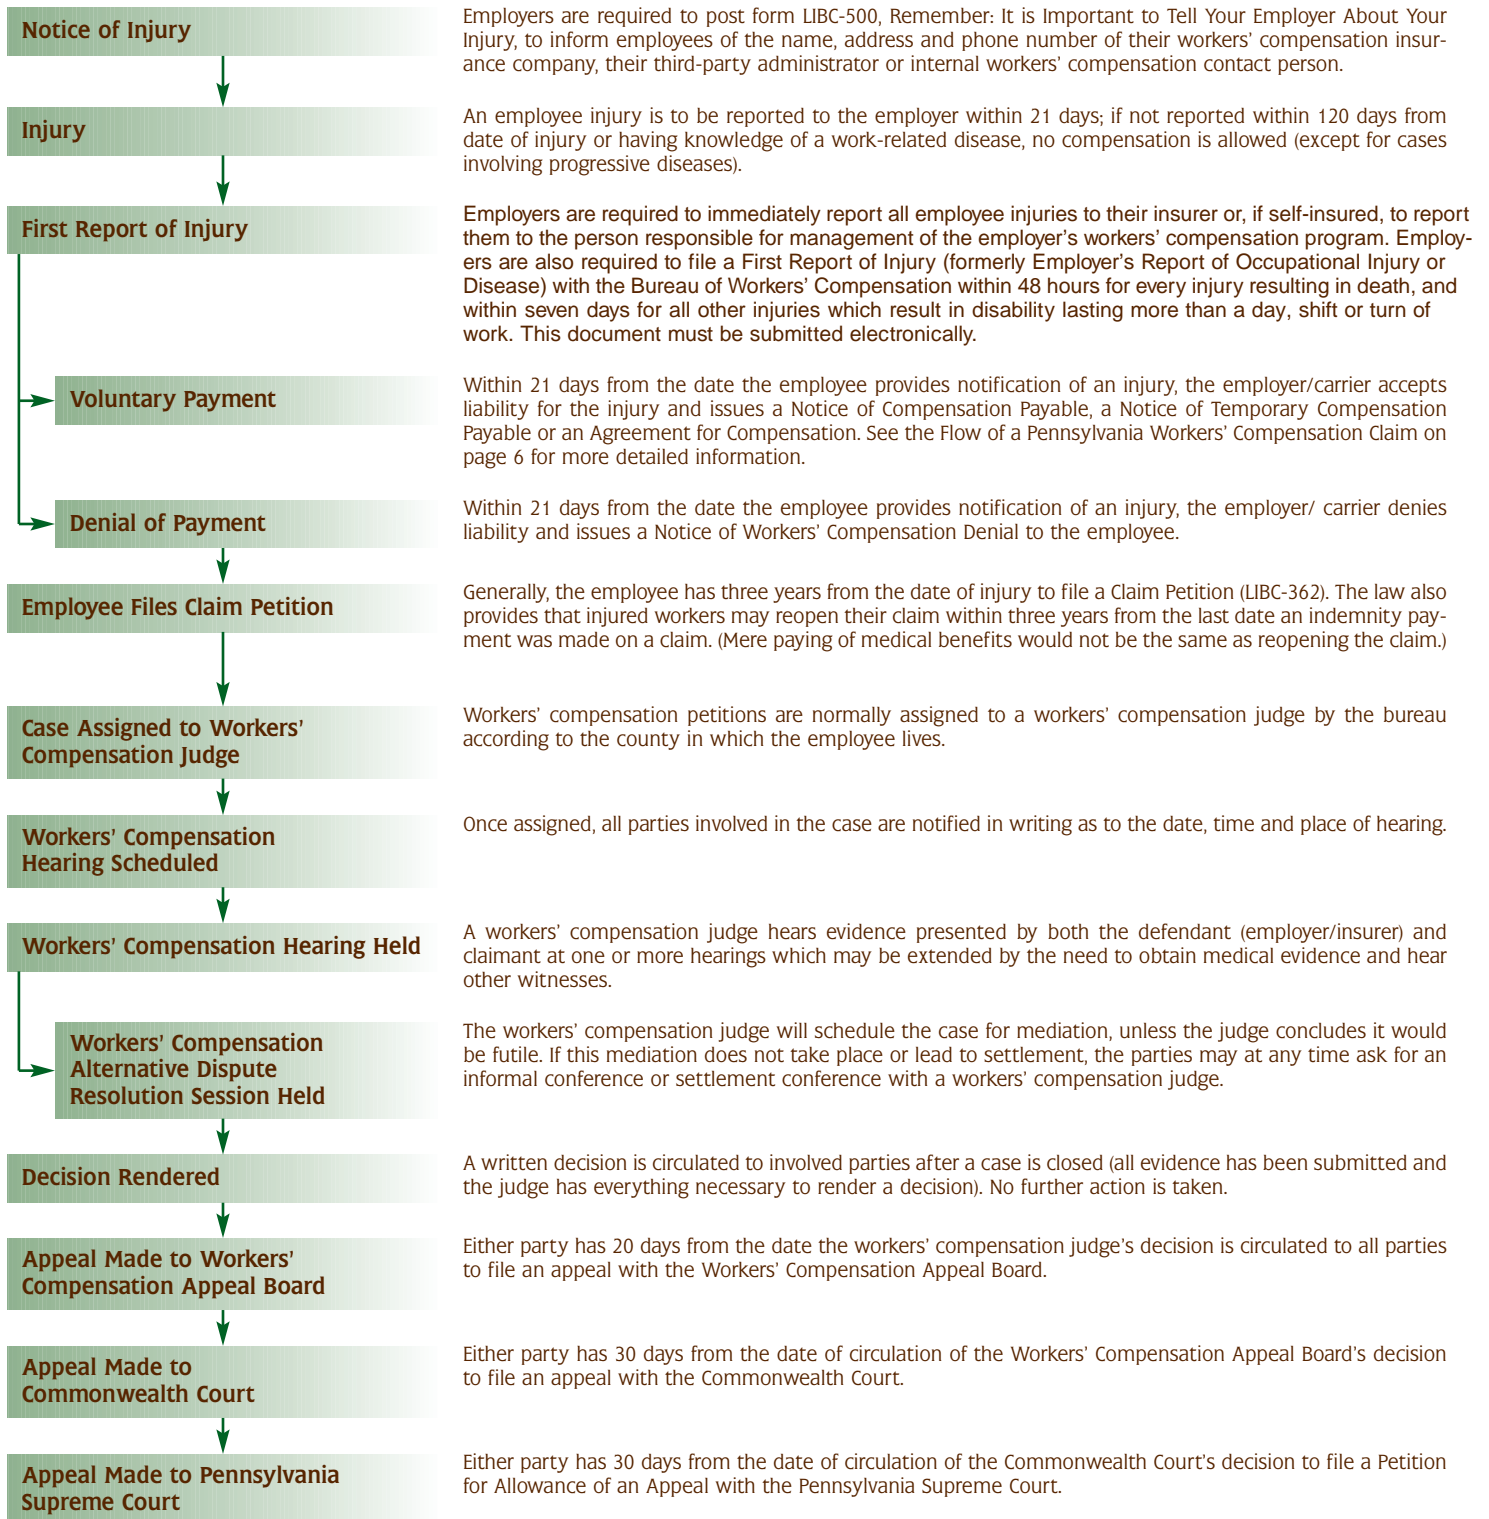 Notice of Injury
Employers are required to post form LIBC-500, Remember: It is Important to Tell Your Employer About Your
Injury, to inform employees of the name, address and phone number of their workers' compensation insur-
ance company, their third-party administrator or internal workers' compensation contact person.
Injury
An employee injury is to be reported to the employer within 21 days; if not reported within 120 days from
date of injury or having knowledge of a work-related disease, no compensation is allowed (except for cases
involving progressive diseases).
First Report of Injury
Employers are required to immediately report all employee injuries to their insurer or, if self-insured, to report
them to the person responsible for management of the employer's workers' compensation program. Employ-
ers are also required to file a First Report of Injury (formerly Employer's Report of Occupational Injury or
Disease) with the Bureau of Workers' Compensation within 48 hours for every injury resulting in death, and
within seven days for all other injuries which result in disability lasting more than a day, shift or turn of
work. This document must be submitted electronically.
Voluntary Payment
Within 21 days from the date the employee provides notification of an injury, the employer/carrier accepts
liability for the injury and issues a Notice of Compensation Payable, a Notice of Temporary Compensation
Payable or an Agreement for Compensation. See the Flow of a Pennsylvania Workers' Compensation Claim on
page 6 for more detailed information.
Denial of Payment
Within 21 days from the date the employee provides notification of an injury, the employer/ carrier denies
liability and issues a Notice of Workers' Compensation Denial to the employee.
Employee Files Claim Petition
Generally, the employee has three years from the date of injury to file a Claim Petition (LIBC-362). The law also
provides that injured workers may reopen their claim within three years from the last date an indemnity pay-
ment was made on a claim. (Mere paying of medical benefits would not be the same as reopening the claim.)
Case Assigned to Workers'
Compensation Judge
Workers' compensation petitions are normally assigned to a workers' compensation judge by the bureau
according to the county in which the employee lives.
Workers' Compensation
Hearing Scheduled
Once assigned, all parties involved in the case are notified in writing as to the date, time and place of hearing.
Workers' Compensation Hearing Held
A workers' compensation judge hears evidence presented by both the defendant (employer/insurer) and
claimant at one or more hearings which may be extended by the need to obtain medical evidence and hear
other witnesses.
Workers' Compensation
Alternative Dispute
Resolution Session Held
The workers' compensation judge will schedule the case for mediation, unless the judge concludes it would
be futile. If this mediation does not take place or lead to settlement, the parties may at any time ask for an
informal conference or settlement conference with a workers' compensation judge.
Decision Rendered
A written decision is circulated to involved parties after a case is closed (all evidence has been submitted and
the judge has everything necessary to render a decision). No further action is taken.
Appeal Made to Workers'
Compensation Appeal Board
Either party has 20 days from the date the workers' compensation judge's decision is circulated to all parties
to file an appeal with the Workers' Compensation Appeal Board.
Appeal Made to
Commonwealth Court
Either party has 30 days from the date of circulation of the Workers' Compensation Appeal Board's decision
to file an appeal with the Commonwealth Court.
Appeal Made to Pennsylvania
Supreme Court
Either party has 30 days from the date of circulation of the Commonwealth Court's decision to file a Petition
for Allowance of an Appeal with the Pennsylvania Supreme Court.